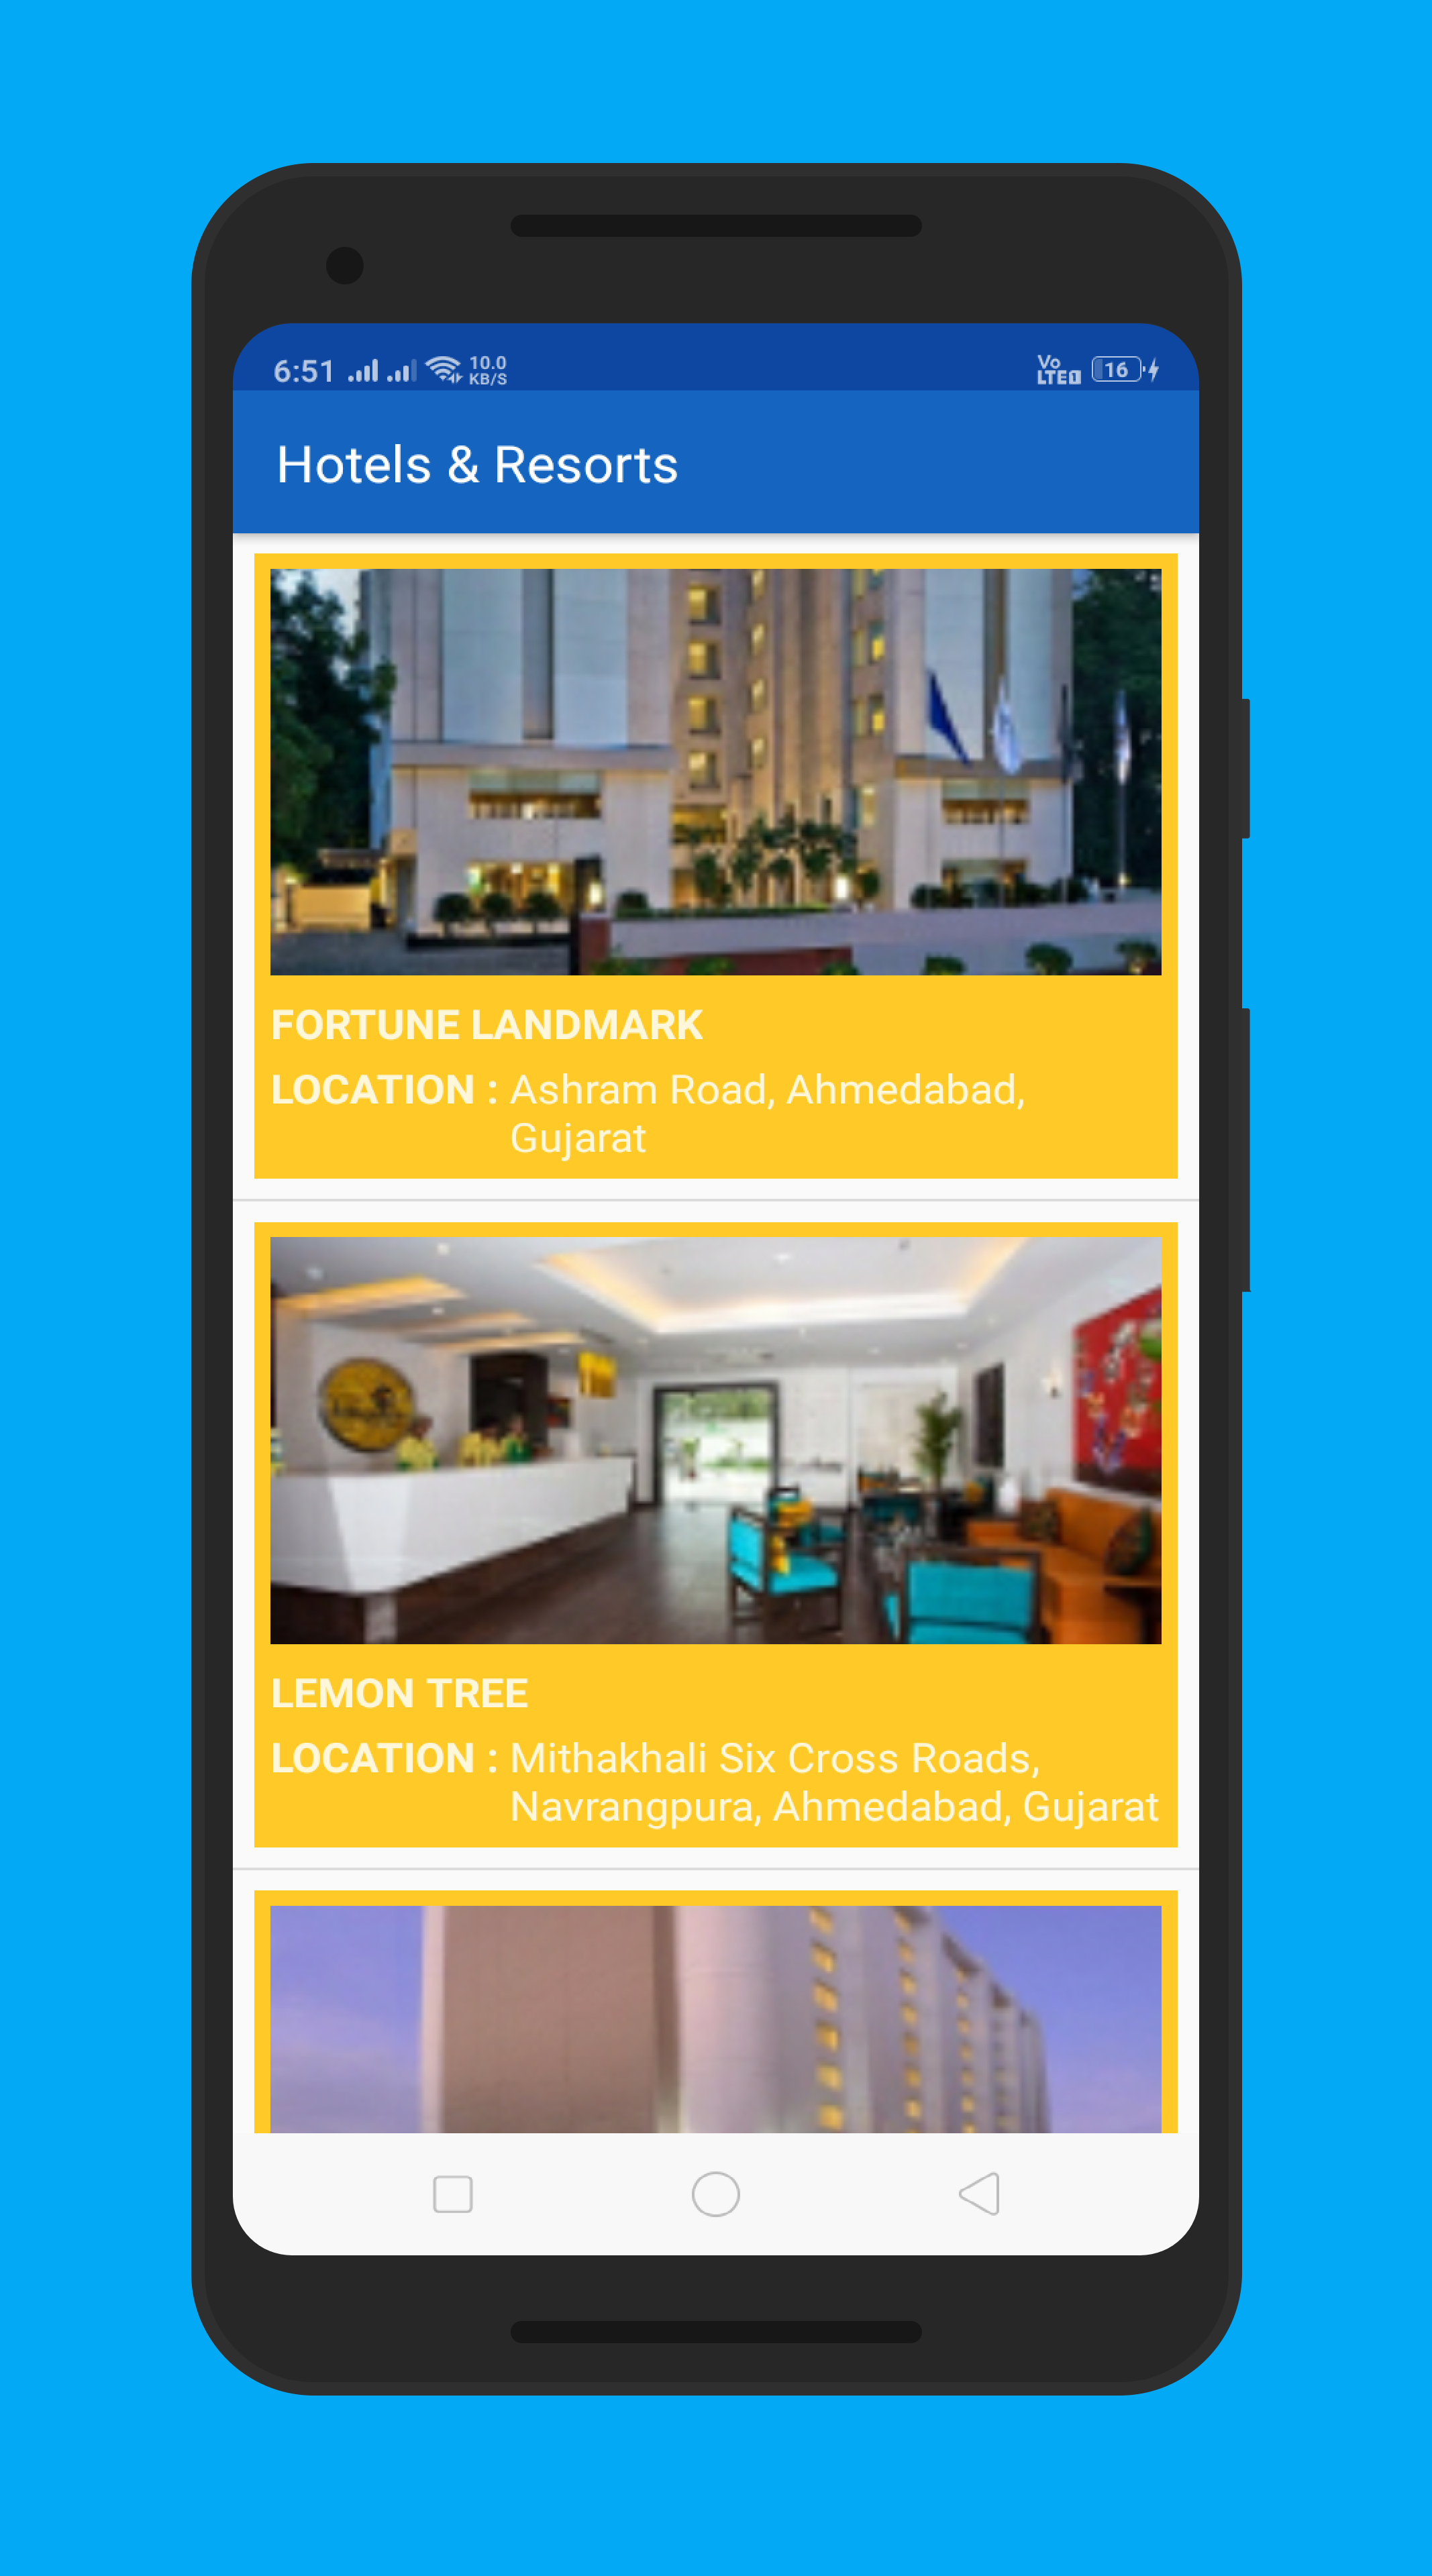 6:51 10.0 KB/S Vo LTE 1 16
Hotels & Resorts
FORTUNE LANDMARK
LOCATION : Ashram Road, Ahmedabad,
Gujarat
LEMON TREE
LOCATION : Mithakhali Six Cross Roads,
Navrangpura, Ahmedabad, Gujarat